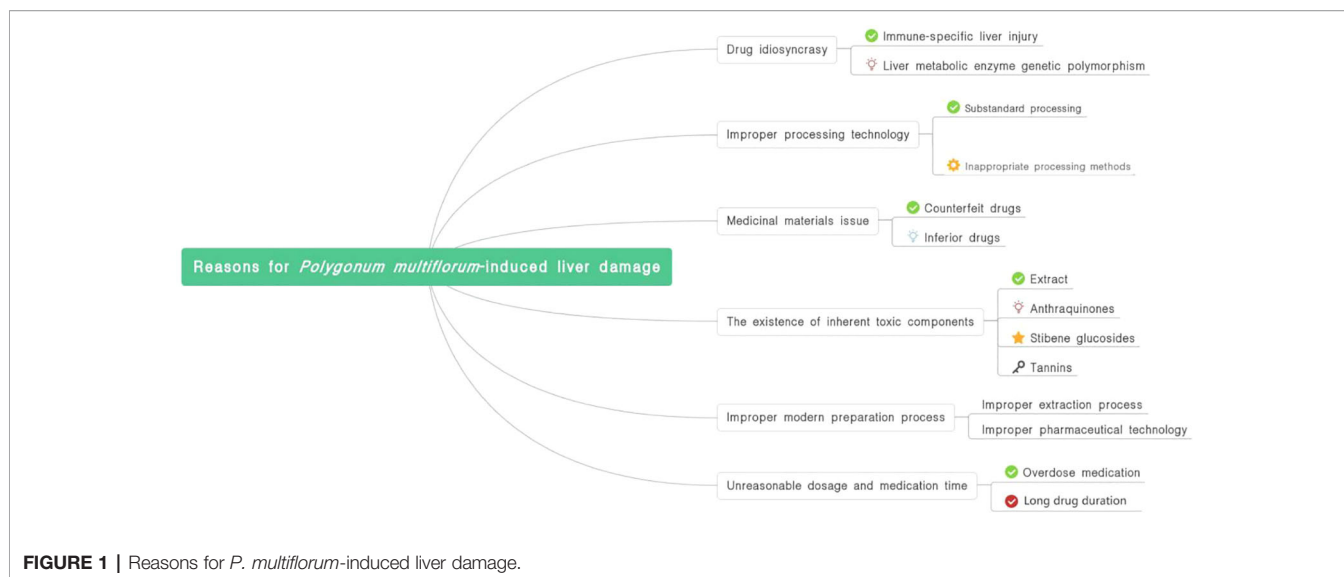 Drug idiosyncrasy
Immune-specific liver injury
Liver metabolic enzyme genetic polymorphism
Improper processing technology
Substandard processing
Inappropriate processing methods
Medicinal materials issue
Counterfeit drugs
Inferior drugs
Reasons for Polygonum multiflorum-induced liver damage
The existence of inherent toxic components
Extract
Anthraquinones
Stibene glucosides
Tannins
Improper modern preparation process
Improper extraction process
Improper pharmaceutical technology
Unreasonable dosage and medication time
Overdose medication
Long drug duration
FIGURE 1 | Reasons for P. multiflorum-induced liver damage.